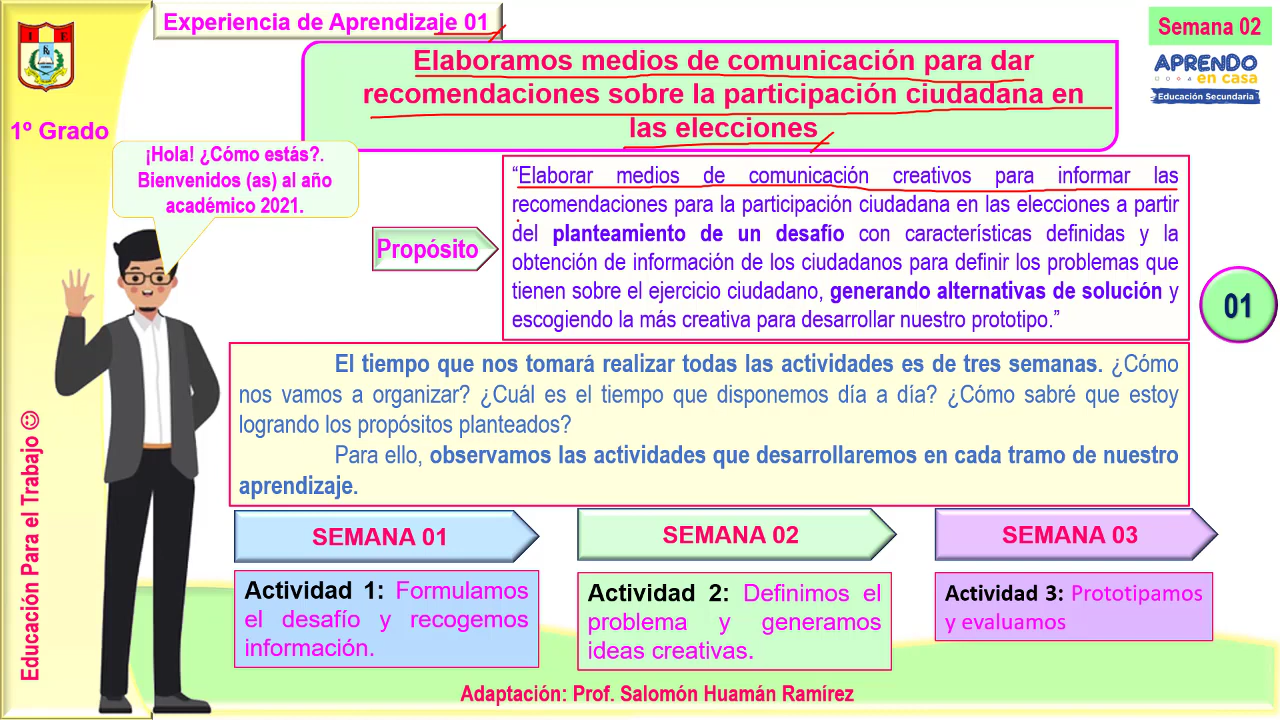 Experiencia de Aprendizaje 01
Semana 02
APRENDO
en casa
Educación Secundaria
I E
1º Grado
Elaboramos medios de comunicación para dar
recomendaciones sobre la participación ciudadana en
las elecciones
¡Hola! ¿Cómo estás?.
Bienvenidos (as) al año
académico 2021.
Propósito
“Elaborar medios de comunicación creativos para informar las
recomendaciones para la participación ciudadana en las elecciones a partir
del planteamiento de un desafío con características definidas y la
obtención de información de los ciudadanos para definir los problemas que
tienen sobre el ejercicio ciudadano, generando alternativas de solución y
escogiendo la más creativa para desarrollar nuestro prototipo.”
01
El tiempo que nos tomará realizar todas las actividades es de tres semanas. ¿Cómo
nos vamos a organizar? ¿Cuál es el tiempo que disponemos día a día? ¿Cómo sabré que estoy
logrando los propósitos planteados?
Para ello, observamos las actividades que desarrollaremos en cada tramo de nuestro
aprendizaje.
Educación Para el Trabajo ☺
SEMANA 01
Actividad 1: Formulamos
el desafío y recogemos
información.
SEMANA 02
Actividad 2: Definimos el
problema y generamos
ideas creativas.
SEMANA 03
Actividad 3: Prototipamos
y evaluamos
Adaptación: Prof. Salomón Huamán Ramírez